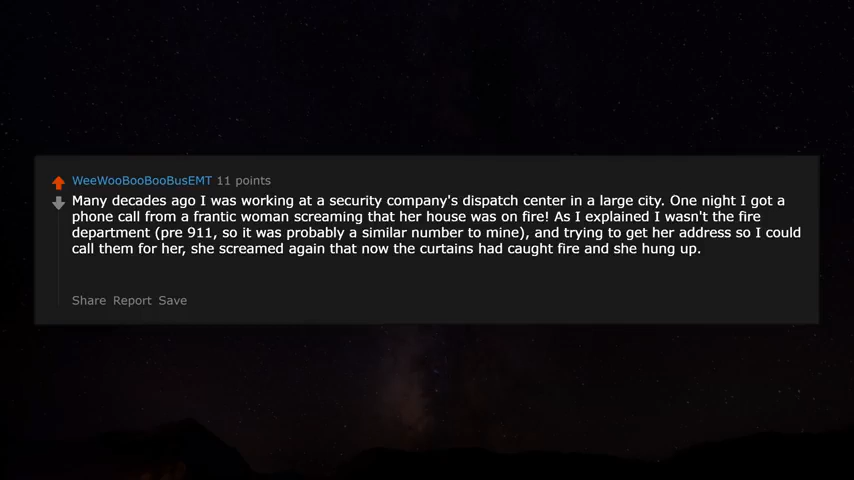 WeeWooBooBooBusEMT 11 points
Many decades ago I was working at a security company's dispatch center in a large city. One night I got a
phone call from a frantic woman screaming that her house was on fire! As I explained I wasn't the fire
department (pre 911, so it was probably a similar number to mine), and trying to get her address so I could
call them for her, she screamed again that now the curtains had caught fire and she hung up.
Share Report Save